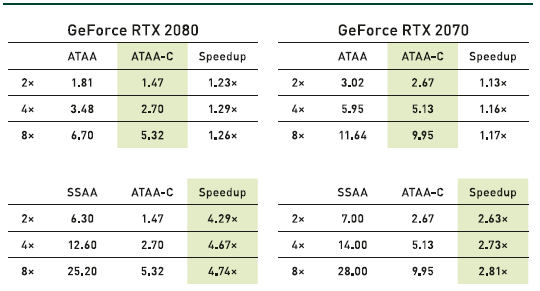 GeForce RTX 2080
ATAA ATAA-C Speedup
2× 1.81 1.47 1.23×
4× 3.48 2.70 1.29×
8× 6.70 5.32 1.26×
SSAA ATAA-C Speedup
2× 6.30 1.47 4.29×
4× 12.60 2.70 4.67×
8× 25.20 5.32 4.74×
GeForce RTX 2070
ATAA ATAA-C Speedup
2× 3.02 2.67 1.13×
4× 5.95 5.13 1.16×
8× 11.64 9.95 1.17×
SSAA ATAA-C Speedup
2× 7.00 2.67 2.63×
4× 14.00 5.13 2.73×
8× 28.00 9.95 2.81×